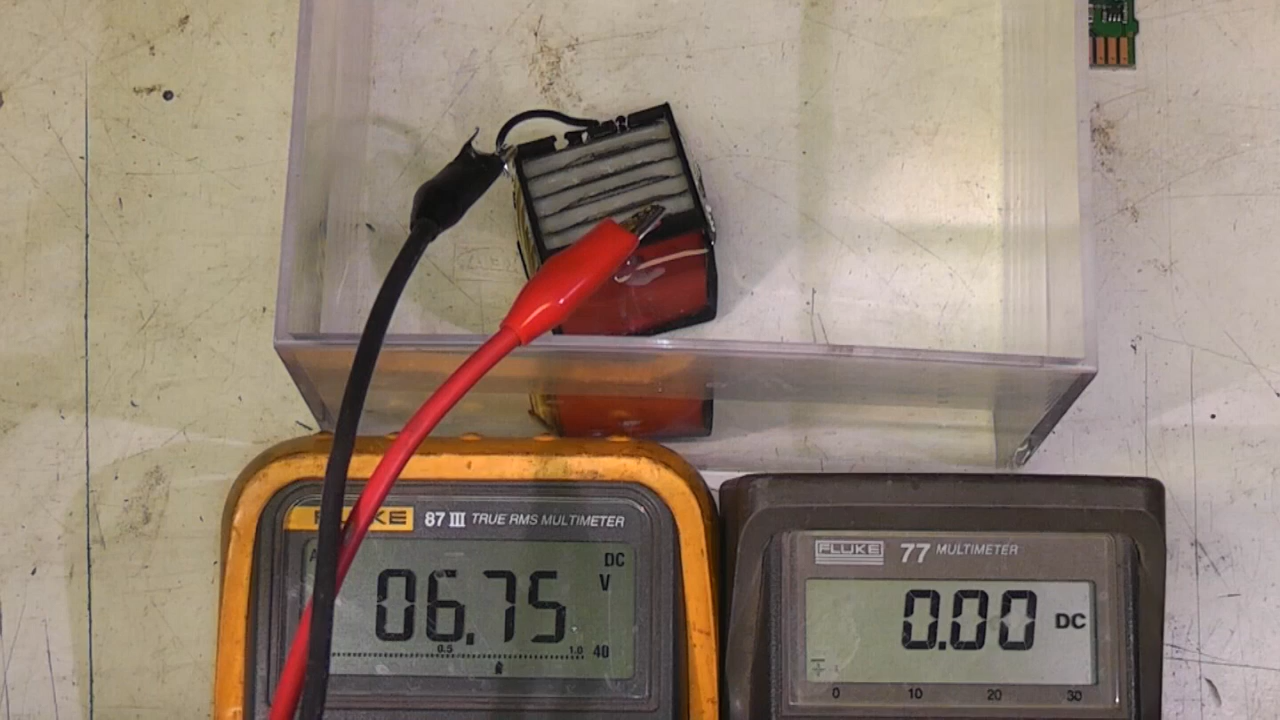 FLUKE 87 III TRUE RMS MULTIMETER
DC
V
06.75
0.5 1.0 40
FLUKE 77 MULTIMETER
0.00 DC
0 10 20 30